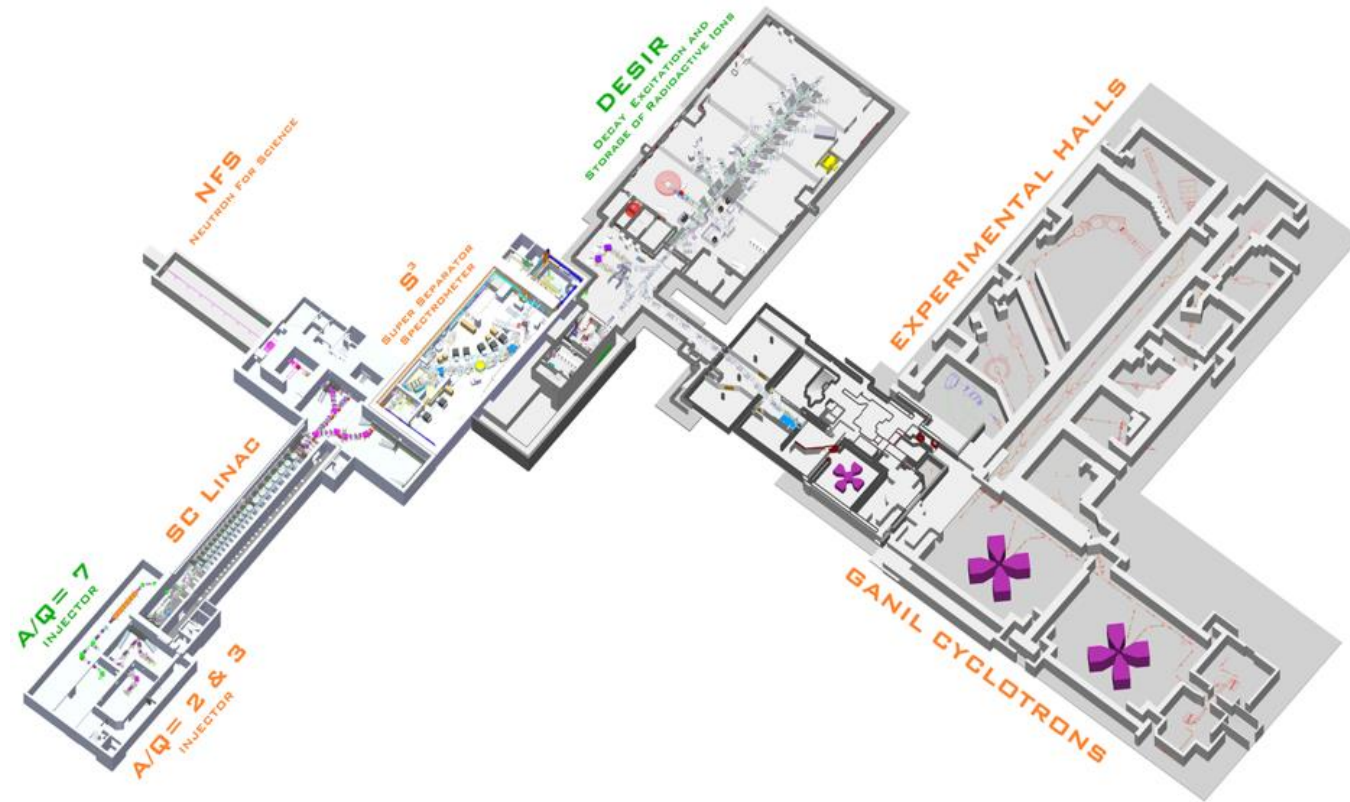 NFS
NEUTRON FOR SCIENCE
DESIR
DECAY EXCITATION AND
STORAGE OF RADIOACTIVE IONS
S³
SUPER SEPARATOR
SPECTROMETER
EXPERIMENTAL HALLS
SC LINAC
A/Q= 7
INJECTOR
A/Q= 2 & 3
INJECTOR
GANIL CYCLOTRONS